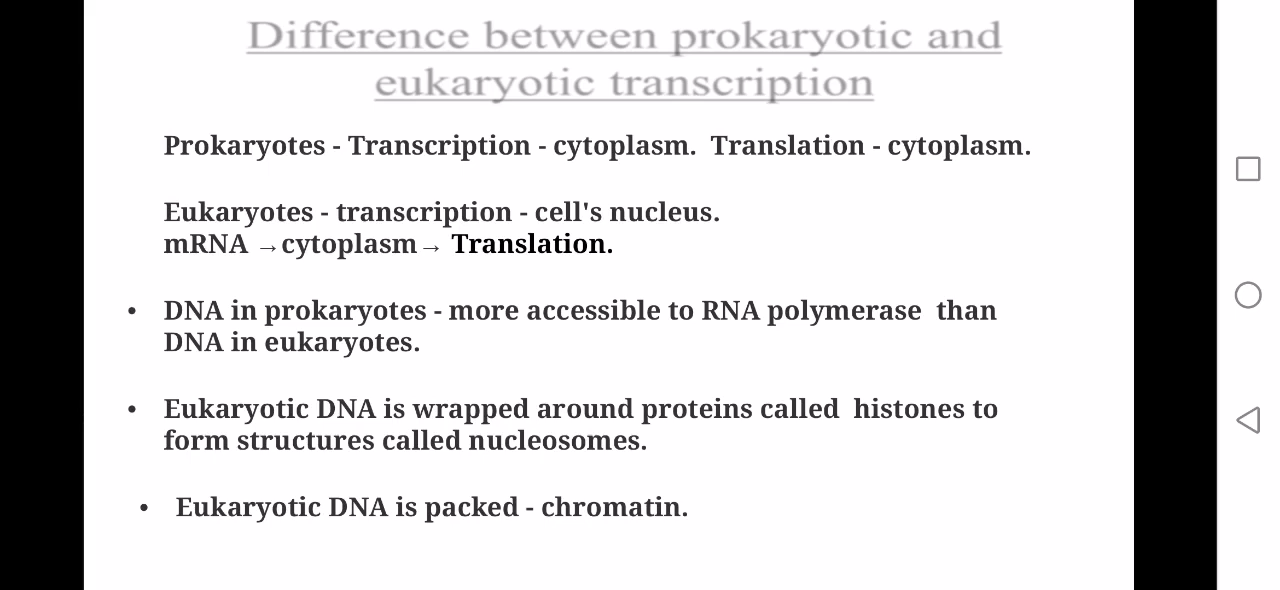 Difference between prokaryotic and
eukaryotic transcription
Prokaryotes - Transcription - cytoplasm. Translation - cytoplasm.
Eukaryotes - transcription - cell's nucleus.
mRNA →cytoplasm→ Translation.
• DNA in prokaryotes - more accessible to RNA polymerase than
DNA in eukaryotes.
• Eukaryotic DNA is wrapped around proteins called histones to
form structures called nucleosomes.
• Eukaryotic DNA is packed - chromatin.